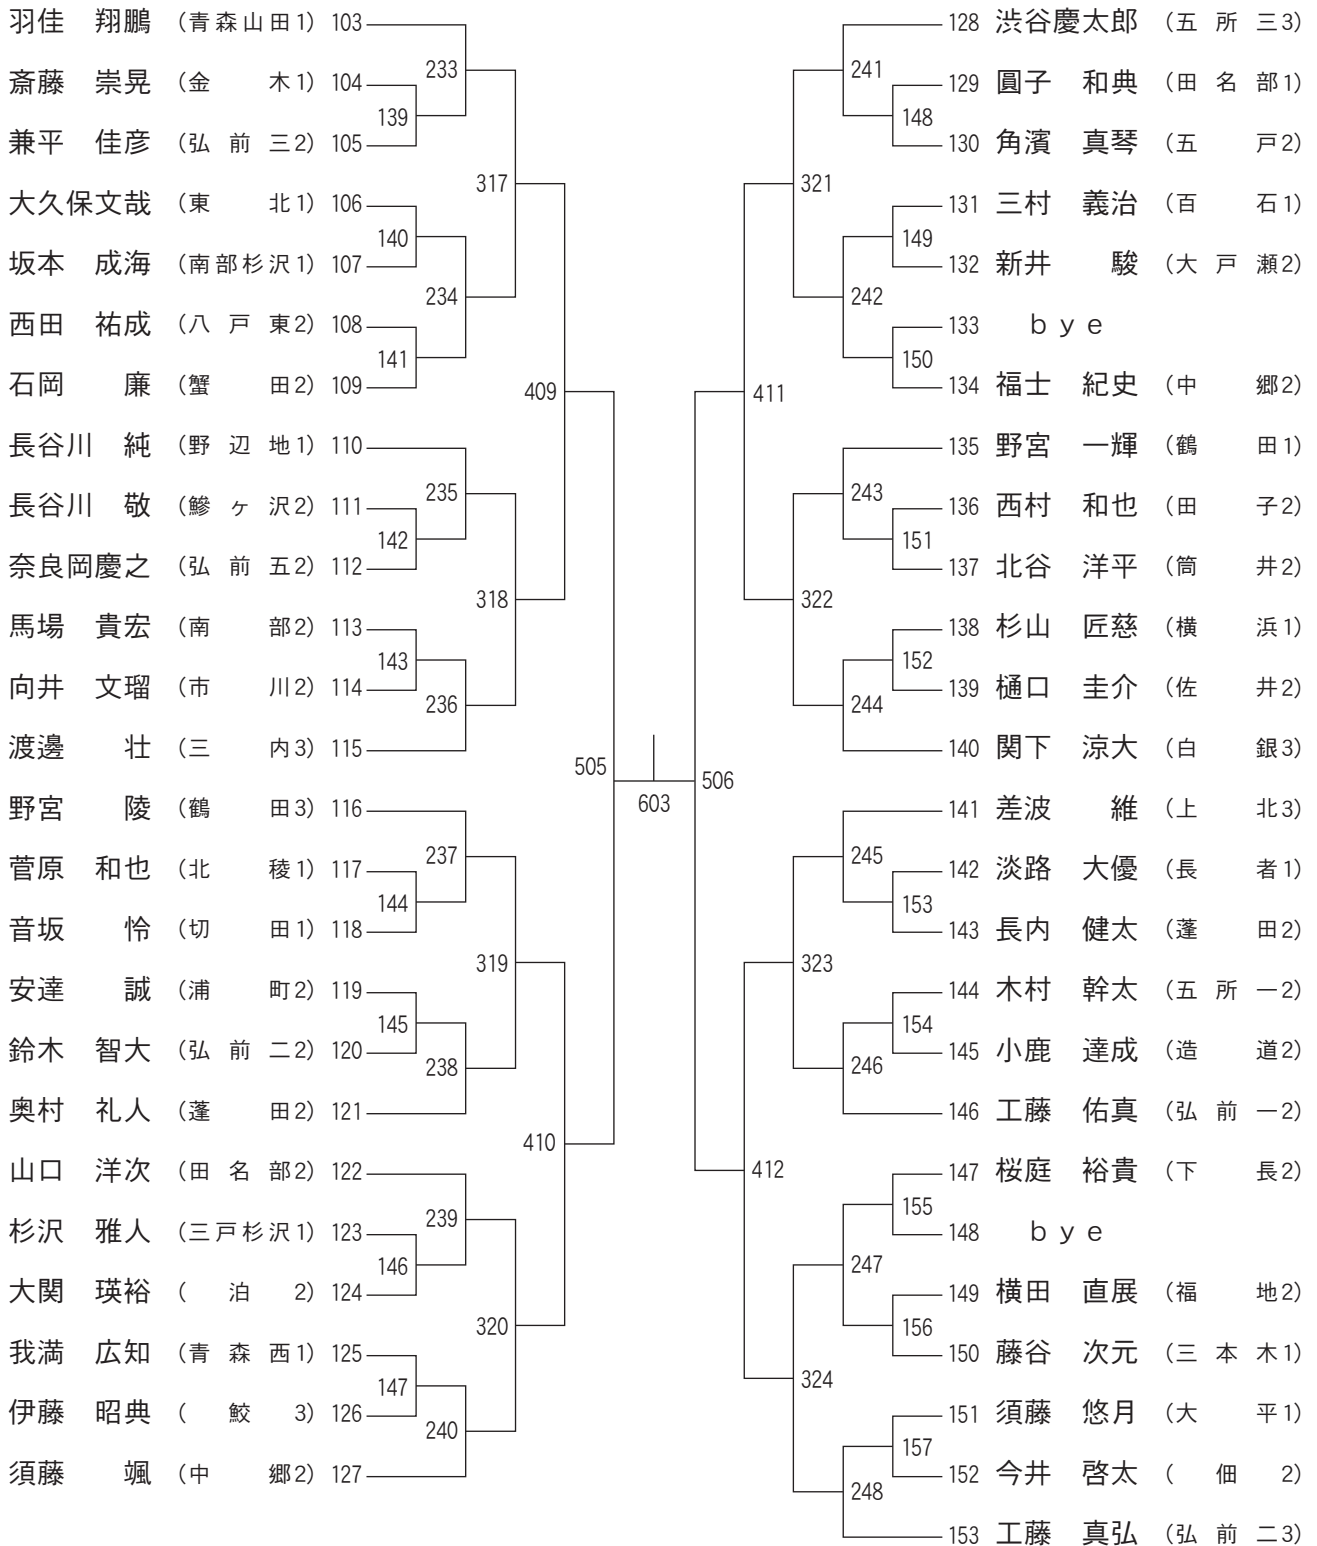 羽佳 翔鵬 （青森山田1） 103
斎藤 崇晃 （金木1） 104
兼平 佳彦 （弘前三2） 105
大久保文哉 （東北1） 106
坂本 成海 （南部杉沢1） 107
西田 祐成 （八戸東2） 108
石岡 廉 （蟹田2） 109
長谷川 純 （野辺地1） 110
長谷川 敬 （鰺ヶ沢2） 111
奈良岡慶之 （弘前五2） 112
馬場 貴宏 （南部2） 113
向井 文瑠 （市川2） 114
渡邊 壮 （三内3） 115
野宮 陵 （鶴田3） 116
菅原 和也 （北稜1） 117
音坂 怜 （切田1） 118
安達 誠 （浦町2） 119
鈴木 智大 （弘前二2） 120
奥村 礼人 （蓬田2） 121
山口 洋次 （田名部2） 122
杉沢 雅人 （三戸杉沢1） 123
大関 瑛裕 （泊2） 124
我満 広知 （青森西1） 125
伊藤 昭典 （鮫3） 126
須藤 颯 （中郷2） 127
139
140
141
142
143
144
145
146
147
233
234
235
236
237
238
239
240
317
318
319
320
409
410
505
603
506
411
412
321
322
323
324
241
242
243
244
245
246
247
248
148
149
150
151
152
153
154
155
156
157
128 渋谷慶太郎 （五所三3）
129 圓子 和典 （田名部1）
130 角濱 真琴 （五戸2）
131 三村 義治 （百石1）
132 新井 駿 （大戸瀬2）
133 ｂｙｅ
134 福士 紀史 （中郷2）
135 野宮 一輝 （鶴田1）
136 西村 和也 （田子2）
137 北谷 洋平 （筒井2）
138 杉山 匠慈 （横浜1）
139 樋口 圭介 （佐井2）
140 関下 涼大 （白銀3）
141 差波 維 （上北3）
142 淡路 大優 （長者1）
143 長内 健太 （蓬田2）
144 木村 幹太 （五所一2）
145 小鹿 達成 （造道2）
146 工藤 佑真 （弘前一2）
147 桜庭 裕貴 （下長2）
148 ｂｙｅ
149 横田 直展 （福地2）
150 藤谷 次元 （三本木1）
151 須藤 悠月 （大平1）
152 今井 啓太 （佃2）
153 工藤 真弘 （弘前二3）